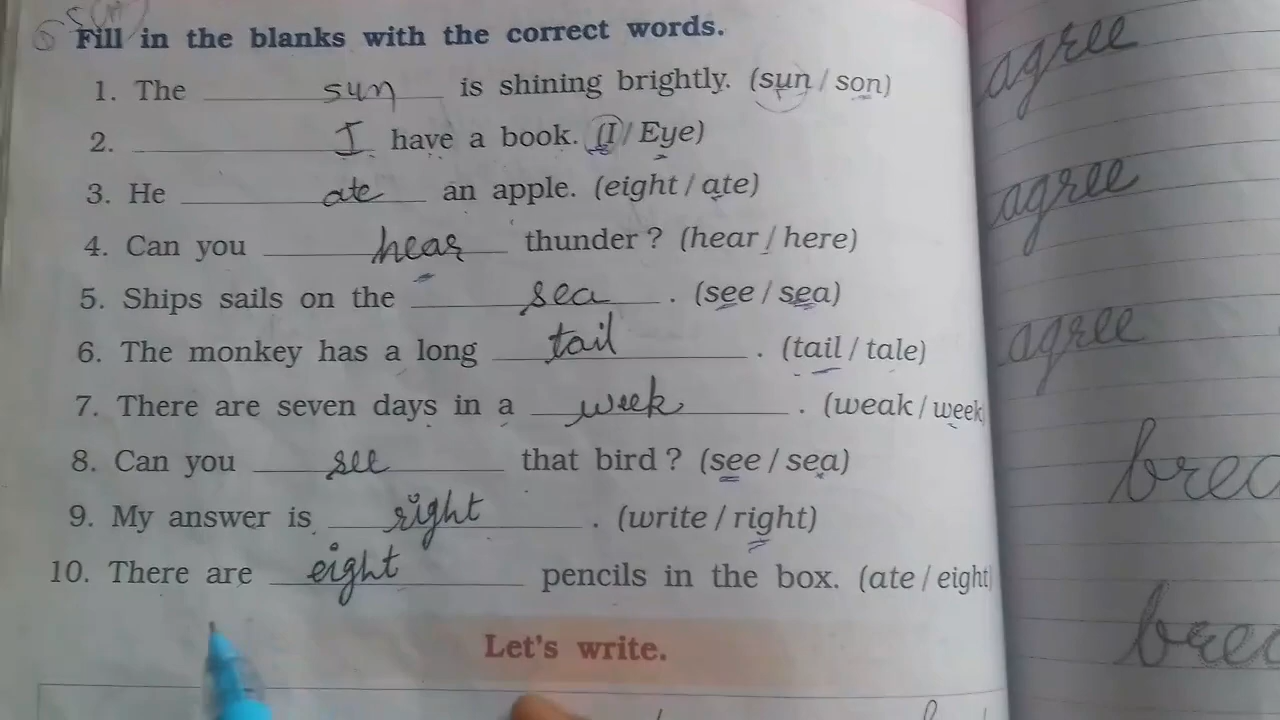 Fill in the blanks with the correct words.
1. The sun is shining brightly. (sun / son)
2. I have a book. (I / Eye)
3. He ate an apple. (eight / ate)
4. Can you hear thunder ? (hear / here)
5. Ships sails on the sea . (see / sea)
6. The monkey has a long tail . (tail / tale)
7. There are seven days in a week . (weak / week
8. Can you see that bird ? (see / sea)
9. My answer is right . (write / right)
10. There are eight pencils in the box. (ate / eight
Let's write.
agree
agree
agree